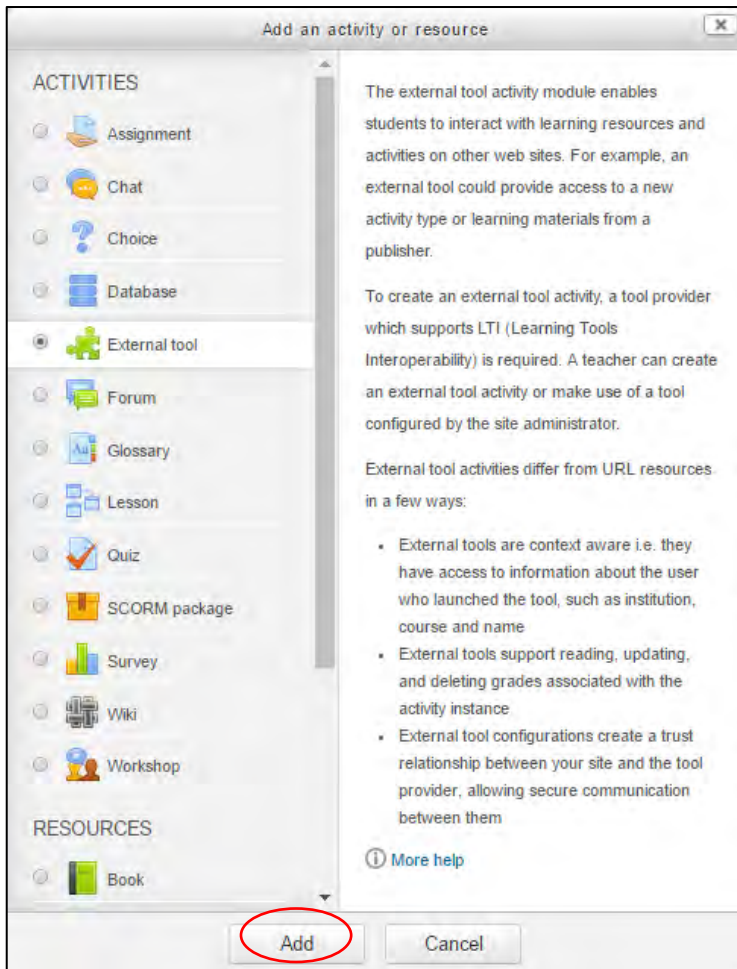 Add an activity or resource
ACTIVITIES
Assignment
Chat
Choice
Database
External tool
Forum
Glossary
Lesson
Quiz
SCORM package
Survey
Wiki
Workshop
RESOURCES
Book
The external tool activity module enables
students to interact with learning resources and
activities on other web sites. For example, an
external tool could provide access to a new
activity type or learning materials from a
publisher.
To create an external tool activity, a tool provider
which supports LTI (Learning Tools
Interoperability) is required. A teacher can create
an external tool activity or make use of a tool
configured by the site administrator.
External tool activities differ from URL resources
in a few ways:
• External tools are context aware i.e. they
have access to information about the user
who launched the tool, such as institution,
course and name
• External tools support reading, updating,
and deleting grades associated with the
activity instance
• External tool configurations create a trust
relationship between your site and the tool
provider, allowing secure communication
between them
More help
Add
Cancel